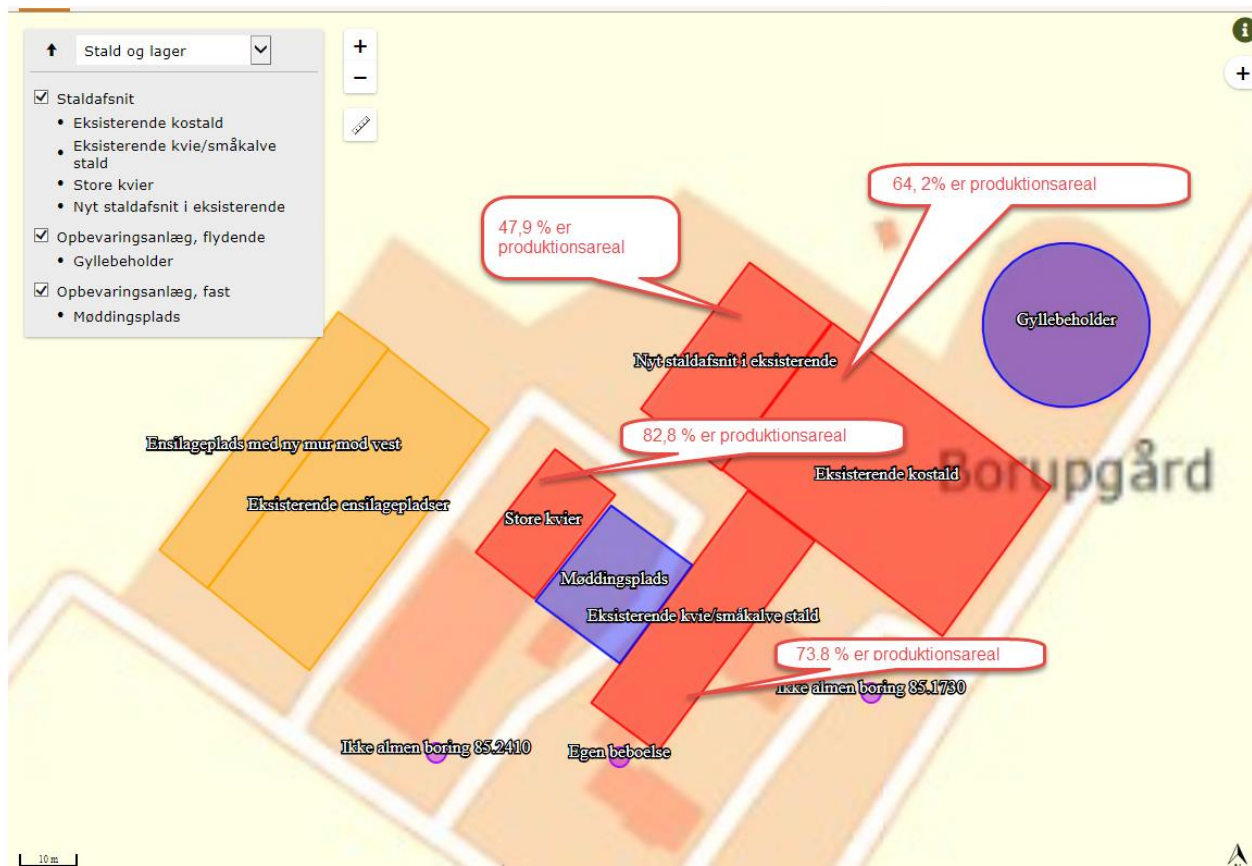 Stald og lager
+
−
Staldafsnit
• Eksisterende kostald
• Eksisterende kvie/småkalve
stald
• Store kvier
• Nyt staldafsnit i eksisterende
Opbevaringsanlæg, flydende
• Gyllebeholder
Opbevaringsanlæg, fast
• Møddingsplads
i
+
64, 2% er produktionsareal
47,9 % er
produktionsareal
Gyllebeholder
Nyt staldafsnit i eksisterende
82,8 % er produktionsareal
Ensilageplads med ny mur mod vest
Eksisterende kostald
Borupgård
Eksisterende ensilagepladser
Store kvier
Møddingsplads
Eksisterende kvie/småkalve stald
73.8 % er produktionsareal
Ikke almen boring 85.1730
Ikke almen boring 85.2410
Egen beboelse
10 m